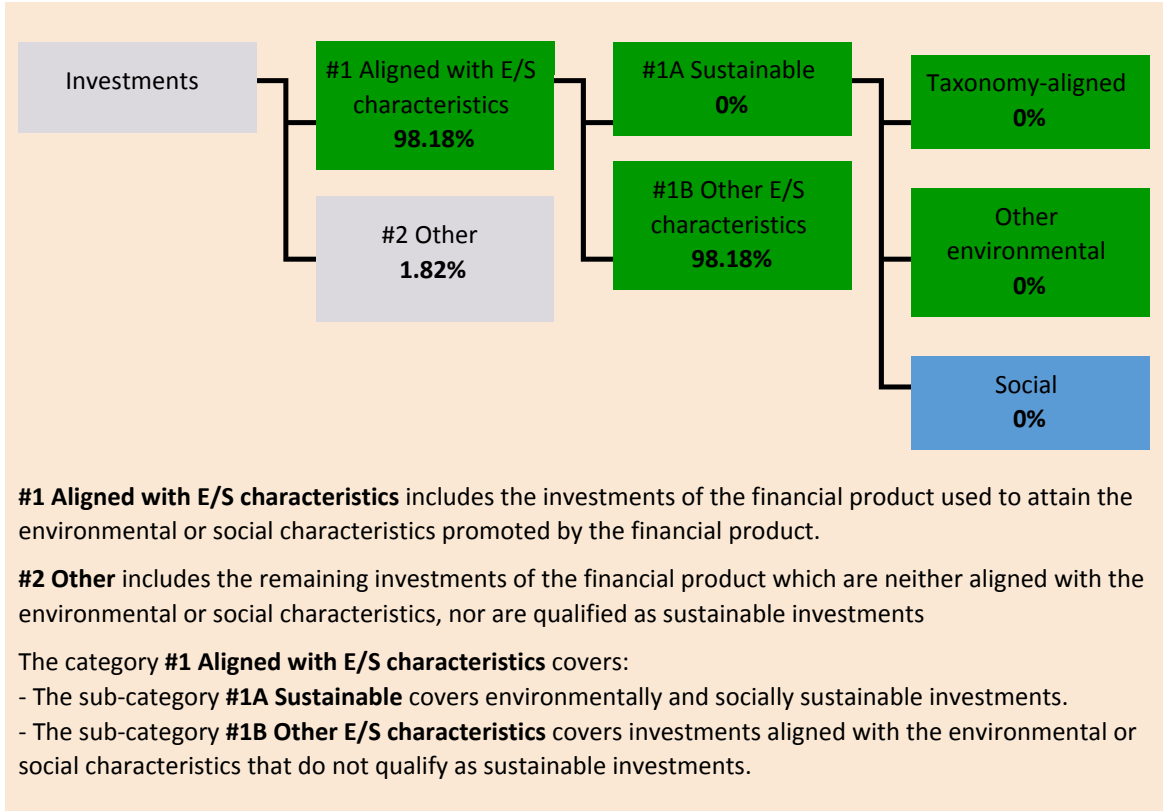 Investments
#1 Aligned with E/S
characteristics
98.18%
#2 Other
1.82%
#1A Sustainable
0%
#1B Other E/S
characteristics
98.18%
Taxonomy-aligned
0%
Other
environmental
0%
Social
0%
#1 Aligned with E/S characteristics includes the investments of the financial product used to attain the
environmental or social characteristics promoted by the financial product.
#2 Other includes the remaining investments of the financial product which are neither aligned with the
environmental or social characteristics, nor are qualified as sustainable investments
The category #1 Aligned with E/S characteristics covers:
- The sub-category #1A Sustainable covers environmentally and socially sustainable investments.
- The sub-category #1B Other E/S characteristics covers investments aligned with the environmental or
social characteristics that do not qualify as sustainable investments.